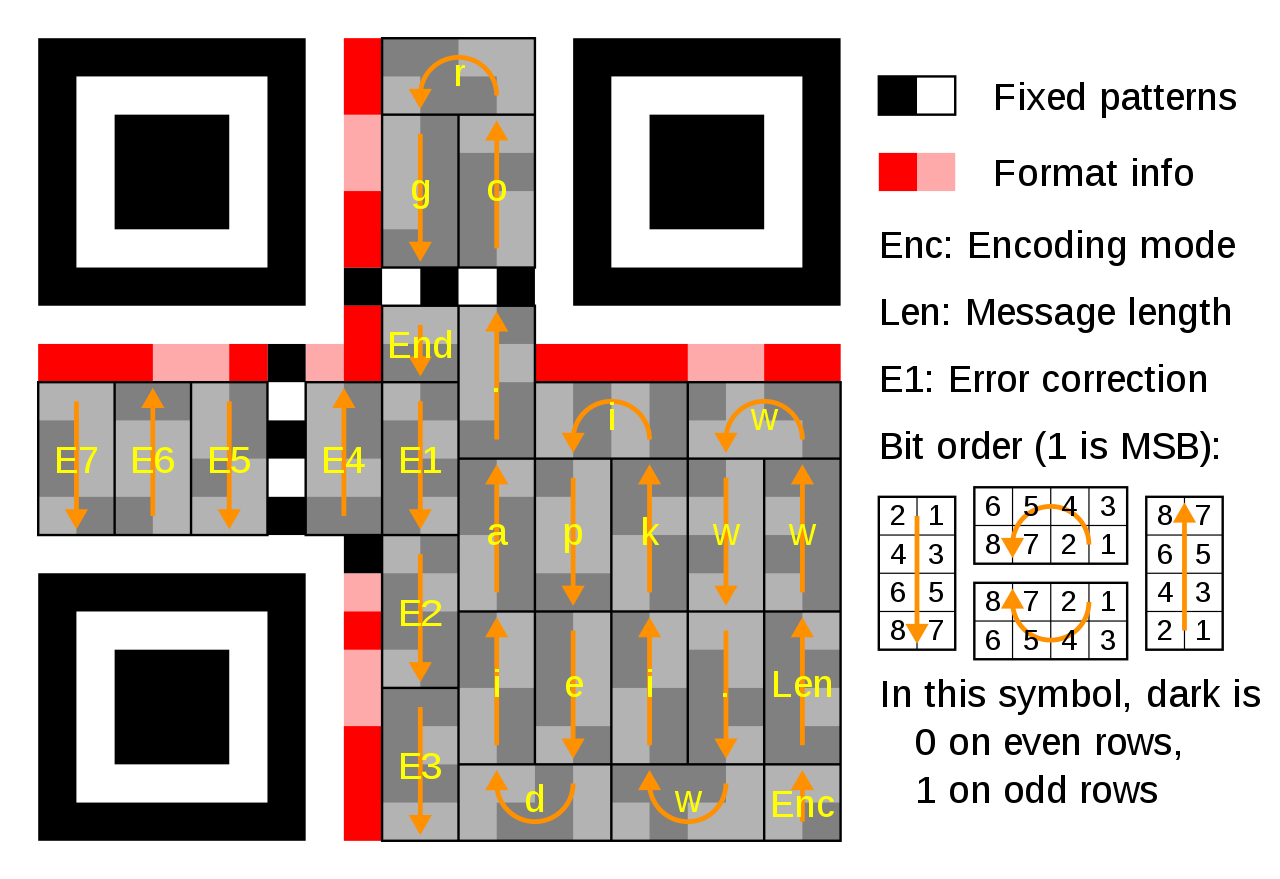 r
g o
End .
i w
E7 E6 E5 E4 E1
a p k w w
E2
i e i . Len
E3
d w Enc
Fixed patterns
Format info
Enc: Encoding mode
Len: Message length
E1: Error correction
Bit order (1 is MSB):
2 1
4 3
6 5
8 7
6 5 4 3
8 7 2 1
8 7 2 1
6 5 4 3
8 7
6 5
4 3
2 1
In this symbol, dark is
0 on even rows,
1 on odd rows